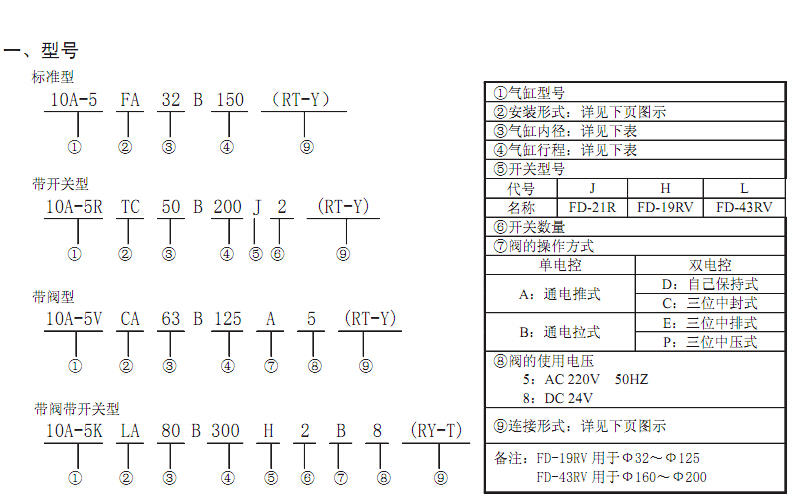 一、型号
标准型
10A-5 FA 32 B 150 (RT-Y)
① ② ③ ④ ⑨
带开关型
10A-5R TC 50 B 200 J 2 (RT-Y)
① ② ③ ④ ⑤ ⑥ ⑨
带阀型
10A-5V CA 63 B 125 A 5 (RT-Y)
① ② ③ ④ ⑦ ⑧ ⑨
带阀带开关型
10A-5K LA 80 B 300 H 2 B 8 (RY-T)
① ② ③ ④ ⑤ ⑥ ⑦ ⑧ ⑨
①气缸型号
②安装形式：详见下页图示
③气缸内径：详见下表
④气缸行程：详见下表
⑤开关型号
代号 J H L
名称 FD-21R FD-19RV FD-43RV
⑥开关数量
⑦阀的操作方式
单电控 双电控
A：通电推式
D：自己保持式
C：三位中封式
B：通电拉式
E：三位中排式
P：三位中压式
⑧阀的使用电压
5：AC 220V 50HZ
8：DC 24V
⑨连接形式：详见下页图示
备注：FD-19RV 用于Φ32～Φ125
FD-43RV 用于Φ160～Φ200